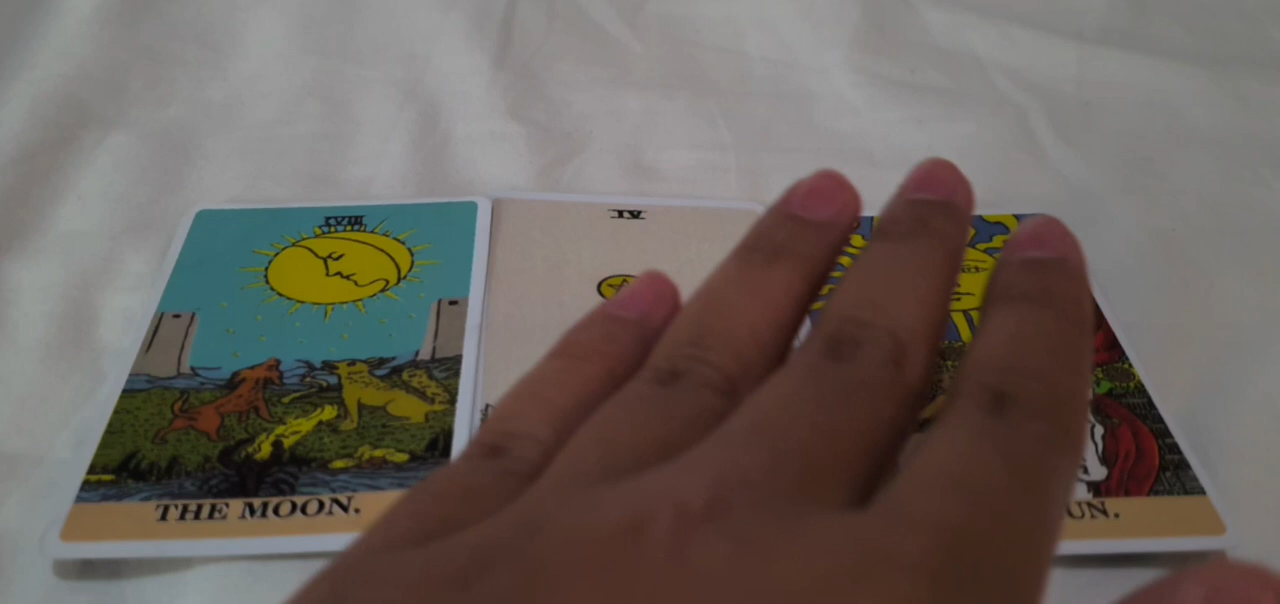 XVIII
IV
THE MOON.
UN.